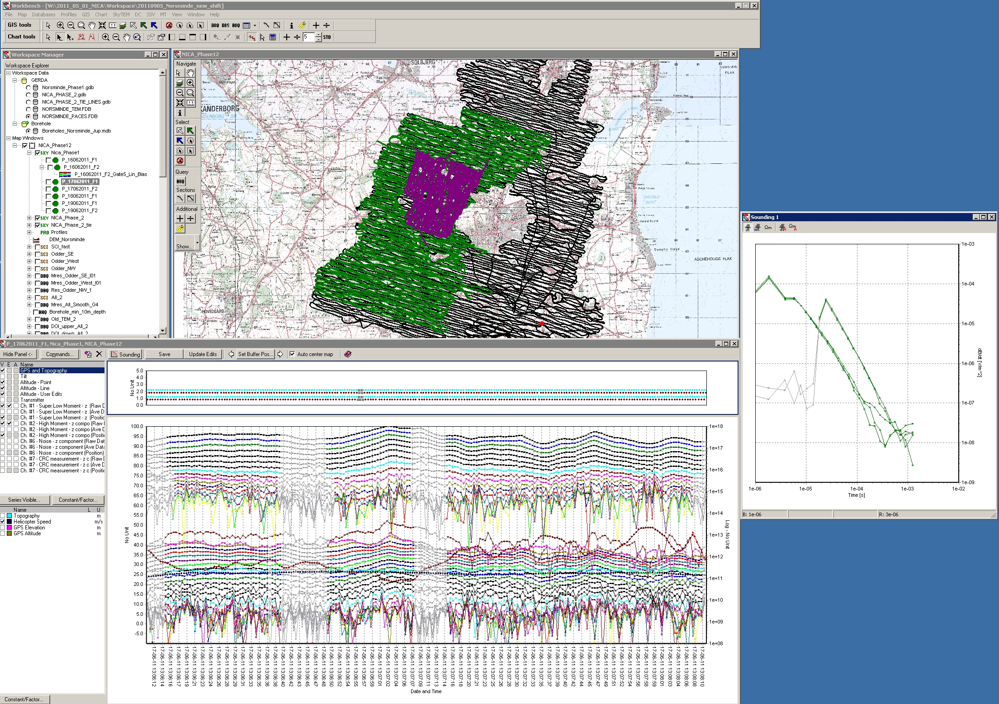 Workbench - [W:\2011_05_01_NICA\Workspace\20110905_Norsminde_new_shift]
File Map Databases Profiles GIS Chart SkyTEM DC SSV MT View Window Help
GIS tools
DBQ DBS BHQ
Chart tools
5 STD
Workspace Manager
Workspace Explorer
Workspace Data
GERDA
Norsminde_Phase1.gdb
NICA_PHASE_2.gdb
NICA_PHASE_2_TIE_LINES.gdb
NORSMINDE_TEM.FDB
NORSMINDE_PACES.FDB
Borehole
Boreholes_Norsminde_Jup.mdb
Map Windows
NICA_Phase12
SKY Nica_Phase1
P_16062011_F1
P_16062011_F2
P_16062011_F2_Gate5_Lin_Bias
P_17062011_F1
P_17062011_F2
P_18062011_F1
P_19062011_F1
P_19062011_F2
SKY NICA_Phase_2
SKY NICA_Phase_2_tie
PRO Profiles
DEM_Norsminde
SCI SCI_fast
SCI Odder_SE
SCI Odder_West
SCI Odder_NW
DBQ Mres_Odder_SE_I01
DBQ Mres_Odder_West_I01
DBQ Res_Odder_NW_1
SCI All_2
DBQ Mres_All_Smooth_G4
BHQ Borehole_min_10m_depth
DBQ Old_TEM_2
DBQ DOI_upper_All_2
DBQ DOI_down_All_2
NICA_Phase12
Navigate
Select
Query
BHQ
Sections
Additional
Show...
SOLBJERG
NORSMIN
FLAK
Fastrup
Mark
Virring
KANDERBORG
NDERBORG SØ
Norsminde
SAKSILD
BUGT
Dyngby Hage
ASCHEHOUGS FLAK
HOVEDGARD
Sounding 1
Ωm
Ωm
1e-03
1e-04
1e-05
1e-06
1e-07
1e-08
1e-09
dB/dt [V/m^2]
1e-06 1e-05 1e-04 1e-03 1e-02
Time [s]
B: 1e-06
R: 3e-06
P_17062011_F1, Nica_Phase1, NICA_Phase12
Hide Panel <-
Commands...
Sounding
Save
Update Edits
Set Buffer Pos...
Auto center map
V E A Name
GPS and Topography
Tilt
Altitude - Point
Altitude - Line
Altitude - User Edits
Transmitter
Ch. #1 - Super Low Moment - z (Raw D
Ch. #1 - Super Low Moment - z (Ave D
Ch. #1 - Super Low Moment - z (Positio
Ch. #2 - High Moment - z compo (Raw I
Ch. #2 - High Moment - z compo (Ave D
Ch. #2 - High Moment - z compo (Positi
Ch. #6 - Noise - z component (Raw Dat
Ch. #6 - Noise - z component (Ave Data
Ch. #6 - Noise - z component (Position)
Ch. #7 - CRC measurement - z c (Raw D
Ch. #7 - CRC measurement - z c (Ave D
Ch. #7 - CRC measurement - z c (Positio
Series Visible...
Constant/Factor...
Name L U
Topography m
Helicopter Speed m/s
GPS Elevation m
GPS Altitude m
Constant/Factor...
No Unit
5.0
4.0
3.0
2.0
1.0
0.0
No Unit
100.0
95.0
90.0
85.0
80.0
75.0
70.0
65.0
60.0
55.0
50.0
45.0
40.0
35.0
30.0
25.0
20.0
15.0
10.0
5.0
0.0
-5.0
1e+18
1e+17
1e+16
1e+15
1e+14
1e+13
1e+12
1e+11
1e+10
1e+09
1e+08
Log - No Unit
17-06-11 13:06:12
17-06-11 13:06:14
17-06-11 13:06:16
17-06-11 13:06:17
17-06-11 13:06:19
17-06-11 13:06:21
17-06-11 13:06:23
17-06-11 13:06:24
17-06-11 13:06:26
17-06-11 13:06:28
17-06-11 13:06:29
17-06-11 13:06:31
17-06-11 13:06:33
17-06-11 13:06:35
17-06-11 13:06:36
17-06-11 13:06:38
17-06-11 13:06:40
17-06-11 13:06:43
17-06-11 13:06:45
17-06-11 13:06:47
17-06-11 13:06:48
17-06-11 13:06:50
17-06-11 13:06:52
17-06-11 13:06:54
17-06-11 13:06:55
17-06-11 13:06:57
17-06-11 13:06:59
17-06-11 13:07:01
17-06-11 13:07:02
17-06-11 13:07:04
17-06-11 13:07:06
17-06-11 13:07:07
17-06-11 13:07:09
17-06-11 13:07:11
17-06-11 13:07:13
17-06-11 13:07:14
17-06-11 13:07:16
17-06-11 13:07:18
17-06-11 13:07:20
17-06-11 13:07:21
17-06-11 13:07:23
17-06-11 13:07:25
17-06-11 13:07:26
17-06-11 13:07:28
17-06-11 13:07:30
17-06-11 13:07:32
17-06-11 13:07:33
17-06-11 13:07:35
17-06-11 13:07:37
17-06-11 13:07:39
17-06-11 13:07:40
17-06-11 13:07:42
17-06-11 13:07:44
17-06-11 13:07:45
17-06-11 13:07:47
17-06-11 13:07:49
17-06-11 13:07:51
17-06-11 13:07:52
17-06-11 13:07:54
17-06-11 13:07:56
17-06-11 13:07:58
17-06-11 13:07:59
17-06-11 13:08:01
17-06-11 13:08:03
17-06-11 13:08:04
17-06-11 13:08:06
17-06-11 13:08:08
17-06-11 13:08:10
Date and Time